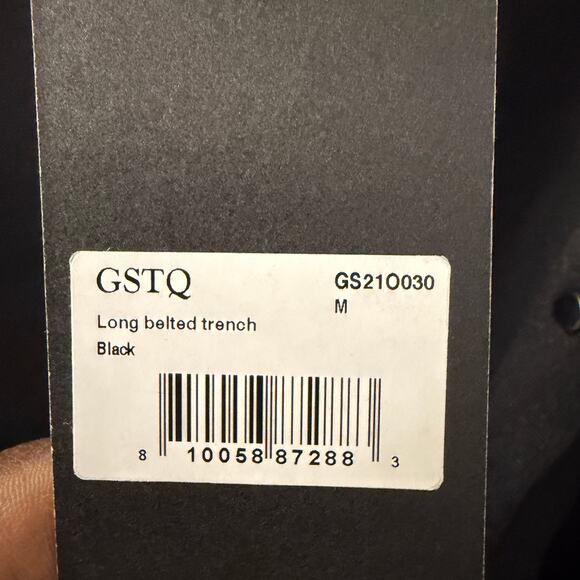 GSTQ
GS21O030
M
Long belted trench
Black
8 10058 87288 3